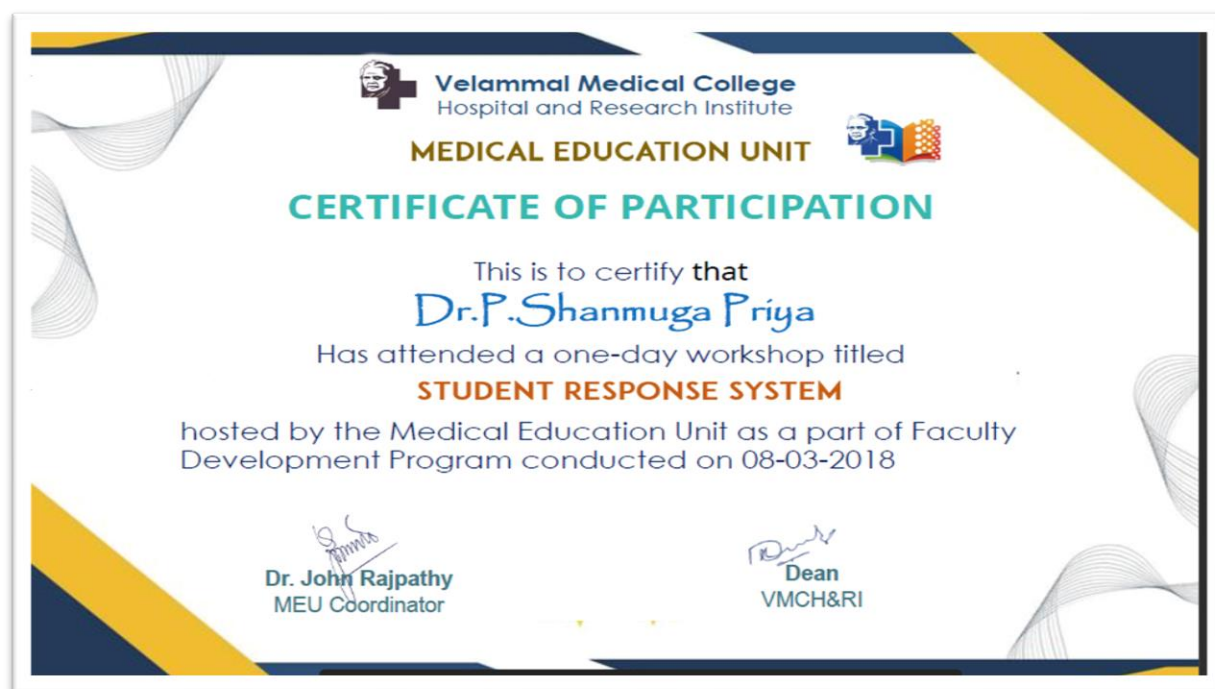 Velammal Medical College
Hospital and Research Institute
MEDICAL EDUCATION UNIT
CERTIFICATE OF PARTICIPATION
This is to certify that
Dr.P.Shanmuga Priya
Has attended a one-day workshop titled
STUDENT RESPONSE SYSTEM
hosted by the Medical Education Unit as a part of Faculty
Development Program conducted on 08-03-2018
Dr. John Rajpathy
MEU Coordinator
Dean
VMCH&RI